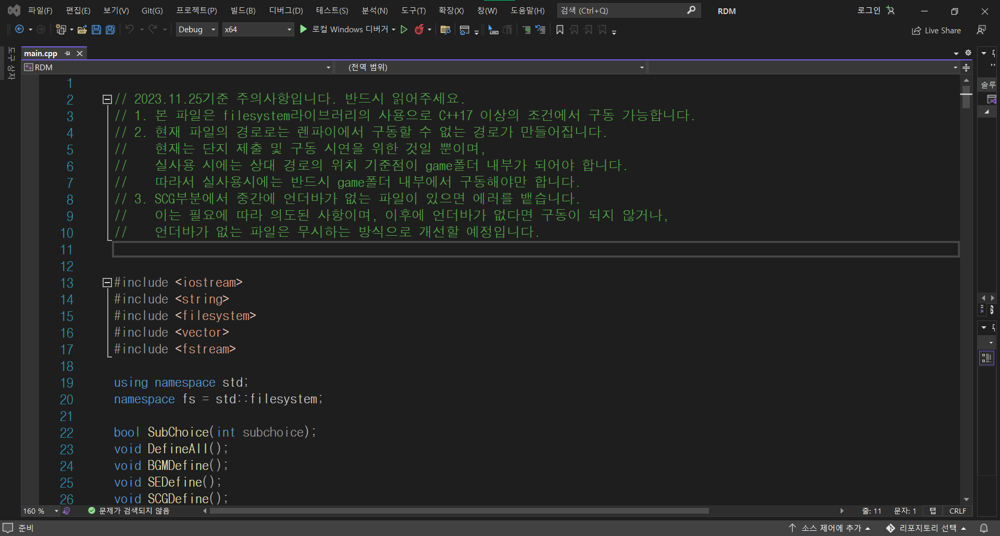 파일(F) 편집(E) 보기(V) Git(G) 프로젝트(P) 빌드(B) 디버그(D) 테스트(S) 분석(N) 도구(T) 확장(X) 창(W) 도움말(H) 검색 (Ctrl+Q) RDM 로그인
Debug x64 로컬 Windows 디버거 Live Share
도구 상자
main.cpp
RDM (전역 범위)
솔루
1
2 // 2023.11.25기준 주의사항입니다. 반드시 읽어주세요.
3 // 1. 본 파일은 filesystem라이브러리의 사용으로 C++17 이상의 조건에서 구동 가능합니다.
4 // 2. 현재 파일의 경로로는 렌파이에서 구동할 수 없는 경로가 만들어집니다.
5 // 현재는 단지 제출 및 구동 시연을 위한 것일 뿐이며,
6 // 실사용 시에는 상대 경로의 위치 기준점이 game폴더 내부가 되어야 합니다.
7 // 따라서 실사용시에는 반드시 game폴더 내부에서 구동해야만 합니다.
8 // 3. SCG부분에서 중간에 언더바가 없는 파일이 있으면 에러를 뱉습니다.
9 // 이는 필요에 따라 의도된 사항이며, 이후에 언더바가 없다면 구동이 되지 않거나,
10 // 언더바가 없는 파일은 무시하는 방식으로 개선할 예정입니다.
11
12
13 #include <iostream>
14 #include <string>
15 #include <filesystem>
16 #include <vector>
17 #include <fstream>
18
19 using namespace std;
20 namespace fs = std::filesystem;
21
22 bool SubChoice(int subchoice);
23 void DefineAll();
24 void BGMDefine();
25 void SEDefine();
26 void SCGDefine();
160 % 문제가 검색되지 않음 줄: 11 문자: 1 탭 CRLF
준비 소스 제어에 추가 리포지토리 선택